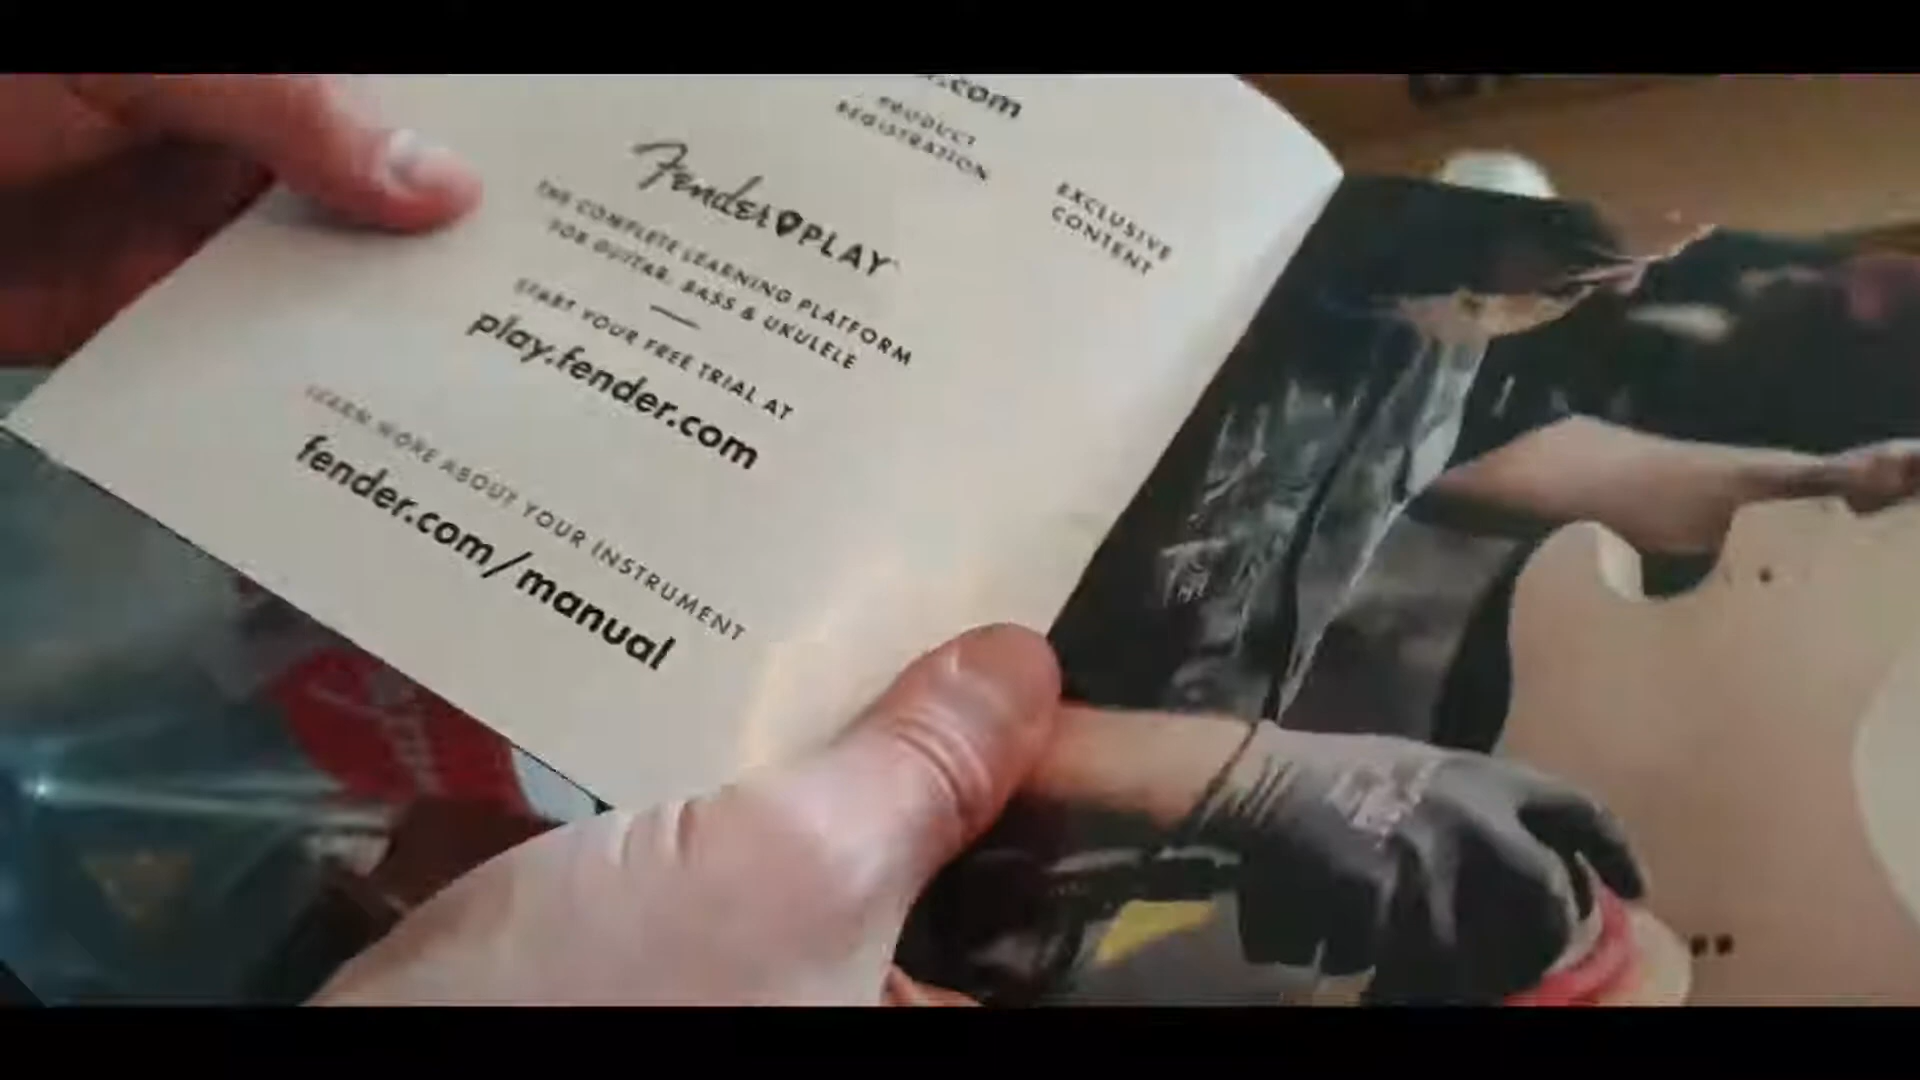 .com
PRODUCT
REGISTRATION
EXCLUSIVE
CONTENT
Fender PLAY
THE COMPLETE LEARNING PLATFORM
FOR GUITAR, BASS & UKULELE
START YOUR FREE TRIAL AT
play.fender.com
LEARN MORE ABOUT YOUR INSTRUMENT
fender.com/manual